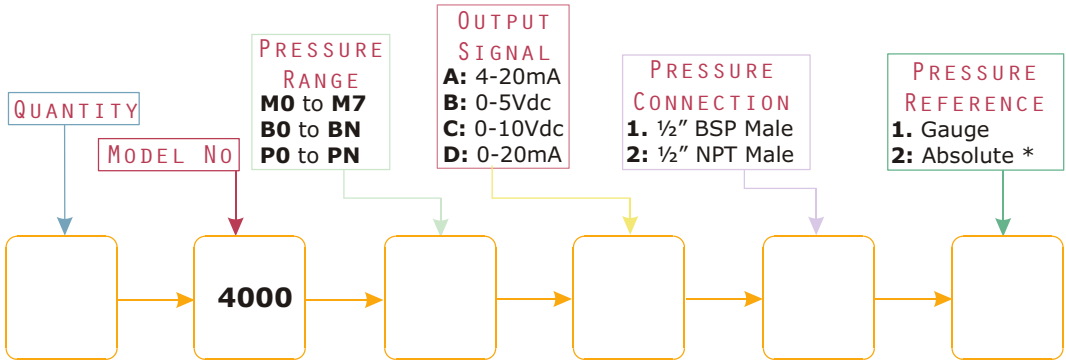 QUANTITY
MODEL NO
PRESSURE
RANGE
M0 to M7
B0 to BN
P0 to PN
OUTPUT
SIGNAL
A: 4-20mA
B: 0-5Vdc
C: 0-10Vdc
D: 0-20mA
PRESSURE
CONNECTION
1. ½” BSP Male
2: ½” NPT Male
PRESSURE
REFERENCE
1. Gauge
2: Absolute *
4000